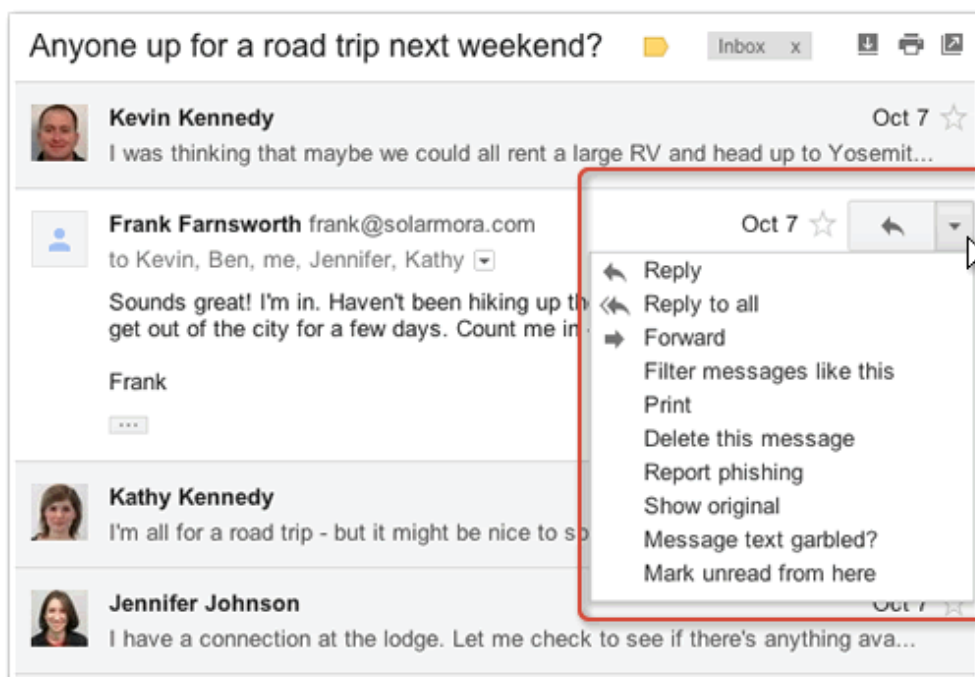 Anyone up for a road trip next weekend?
Inbox x
Kevin Kennedy
Oct 7
I was thinking that maybe we could all rent a large RV and head up to Yosemit...
Frank Farnsworth frank@solarmora.com
Oct 7
to Kevin, Ben, me, Jennifer, Kathy
Sounds great! I'm in. Haven't been hiking up
get out of the city for a few days. Count me in
Frank
Reply
Reply to all
Forward
Filter messages like this
Print
Delete this message
Report phishing
Show original
Message text garbled?
Mark unread from here
Kathy Kennedy
I'm all for a road trip - but it might be nice to
Jennifer Johnson
Oct 7
I have a connection at the lodge. Let me check to see if there's anything ava...